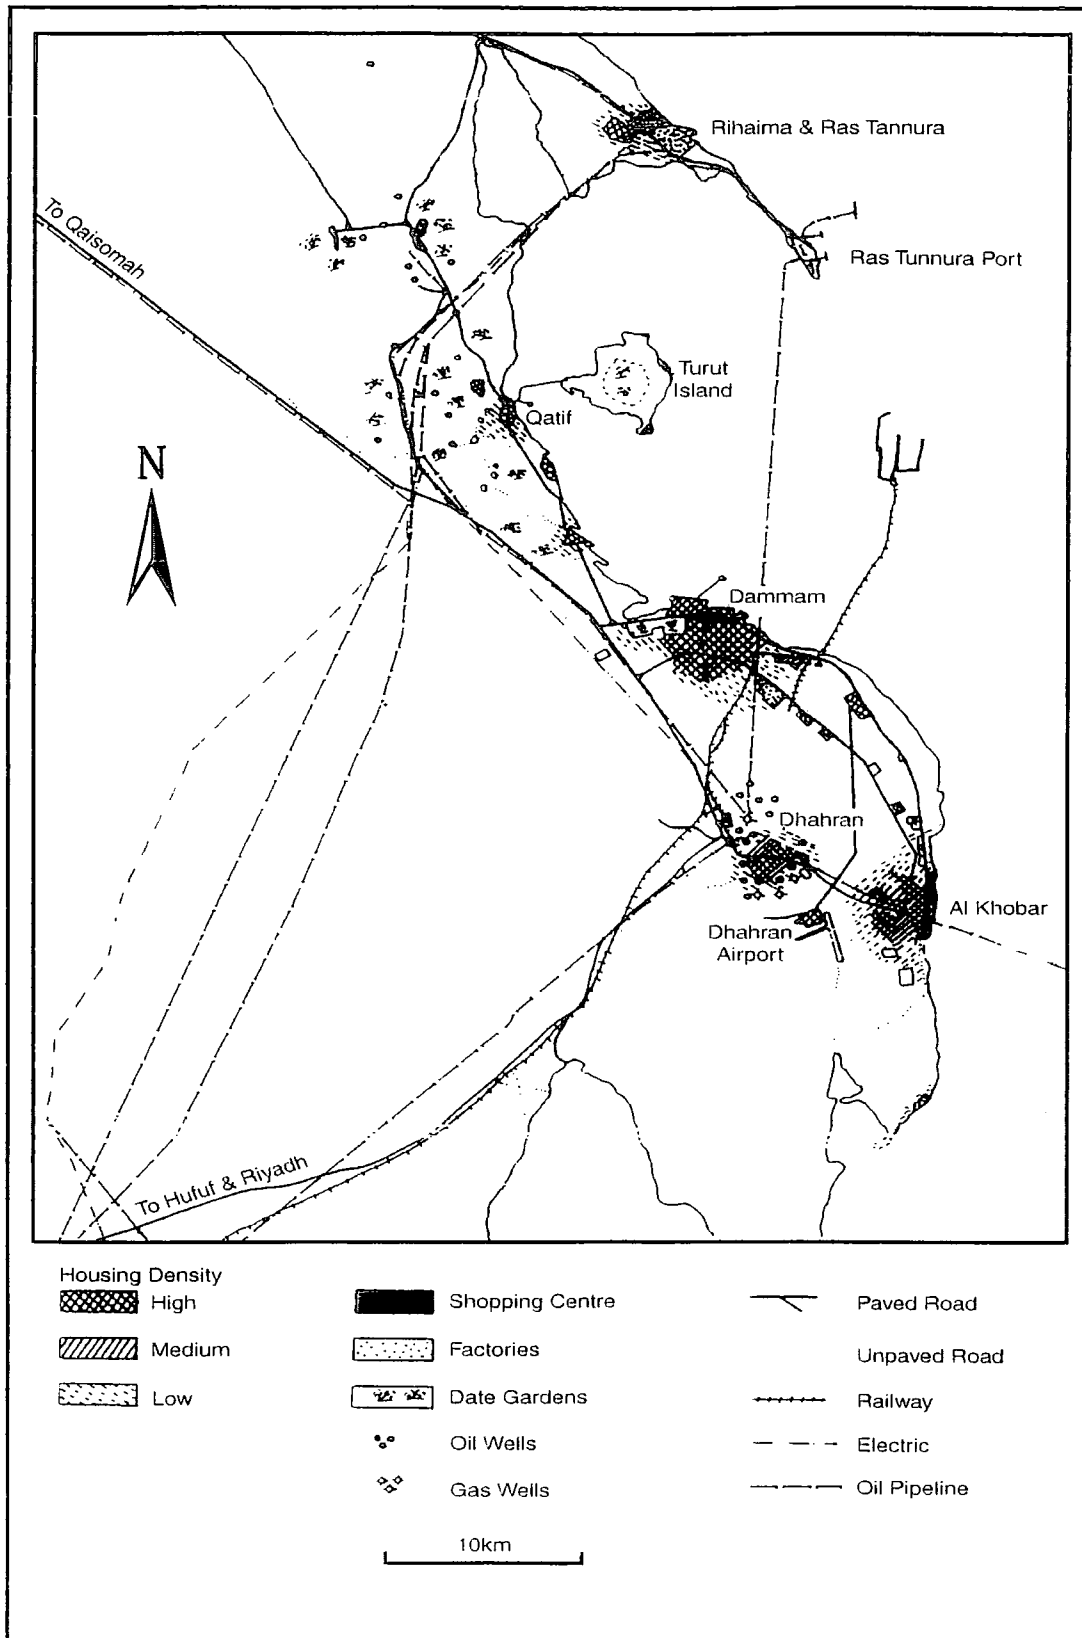 Rihaima & Ras Tannura
To Qaisomah
Ras Tunnura Port
Turut
Island
Qatif
N
Dammam
Dhahran
Al Khobar
Dhahran
Airport
To Hufuf & Riyadh
Housing Density
High
Medium
Low
Shopping Centre
Factories
Date Gardens
Oil Wells
Gas Wells
Paved Road
Unpaved Road
Railway
Electric
Oil Pipeline
10km